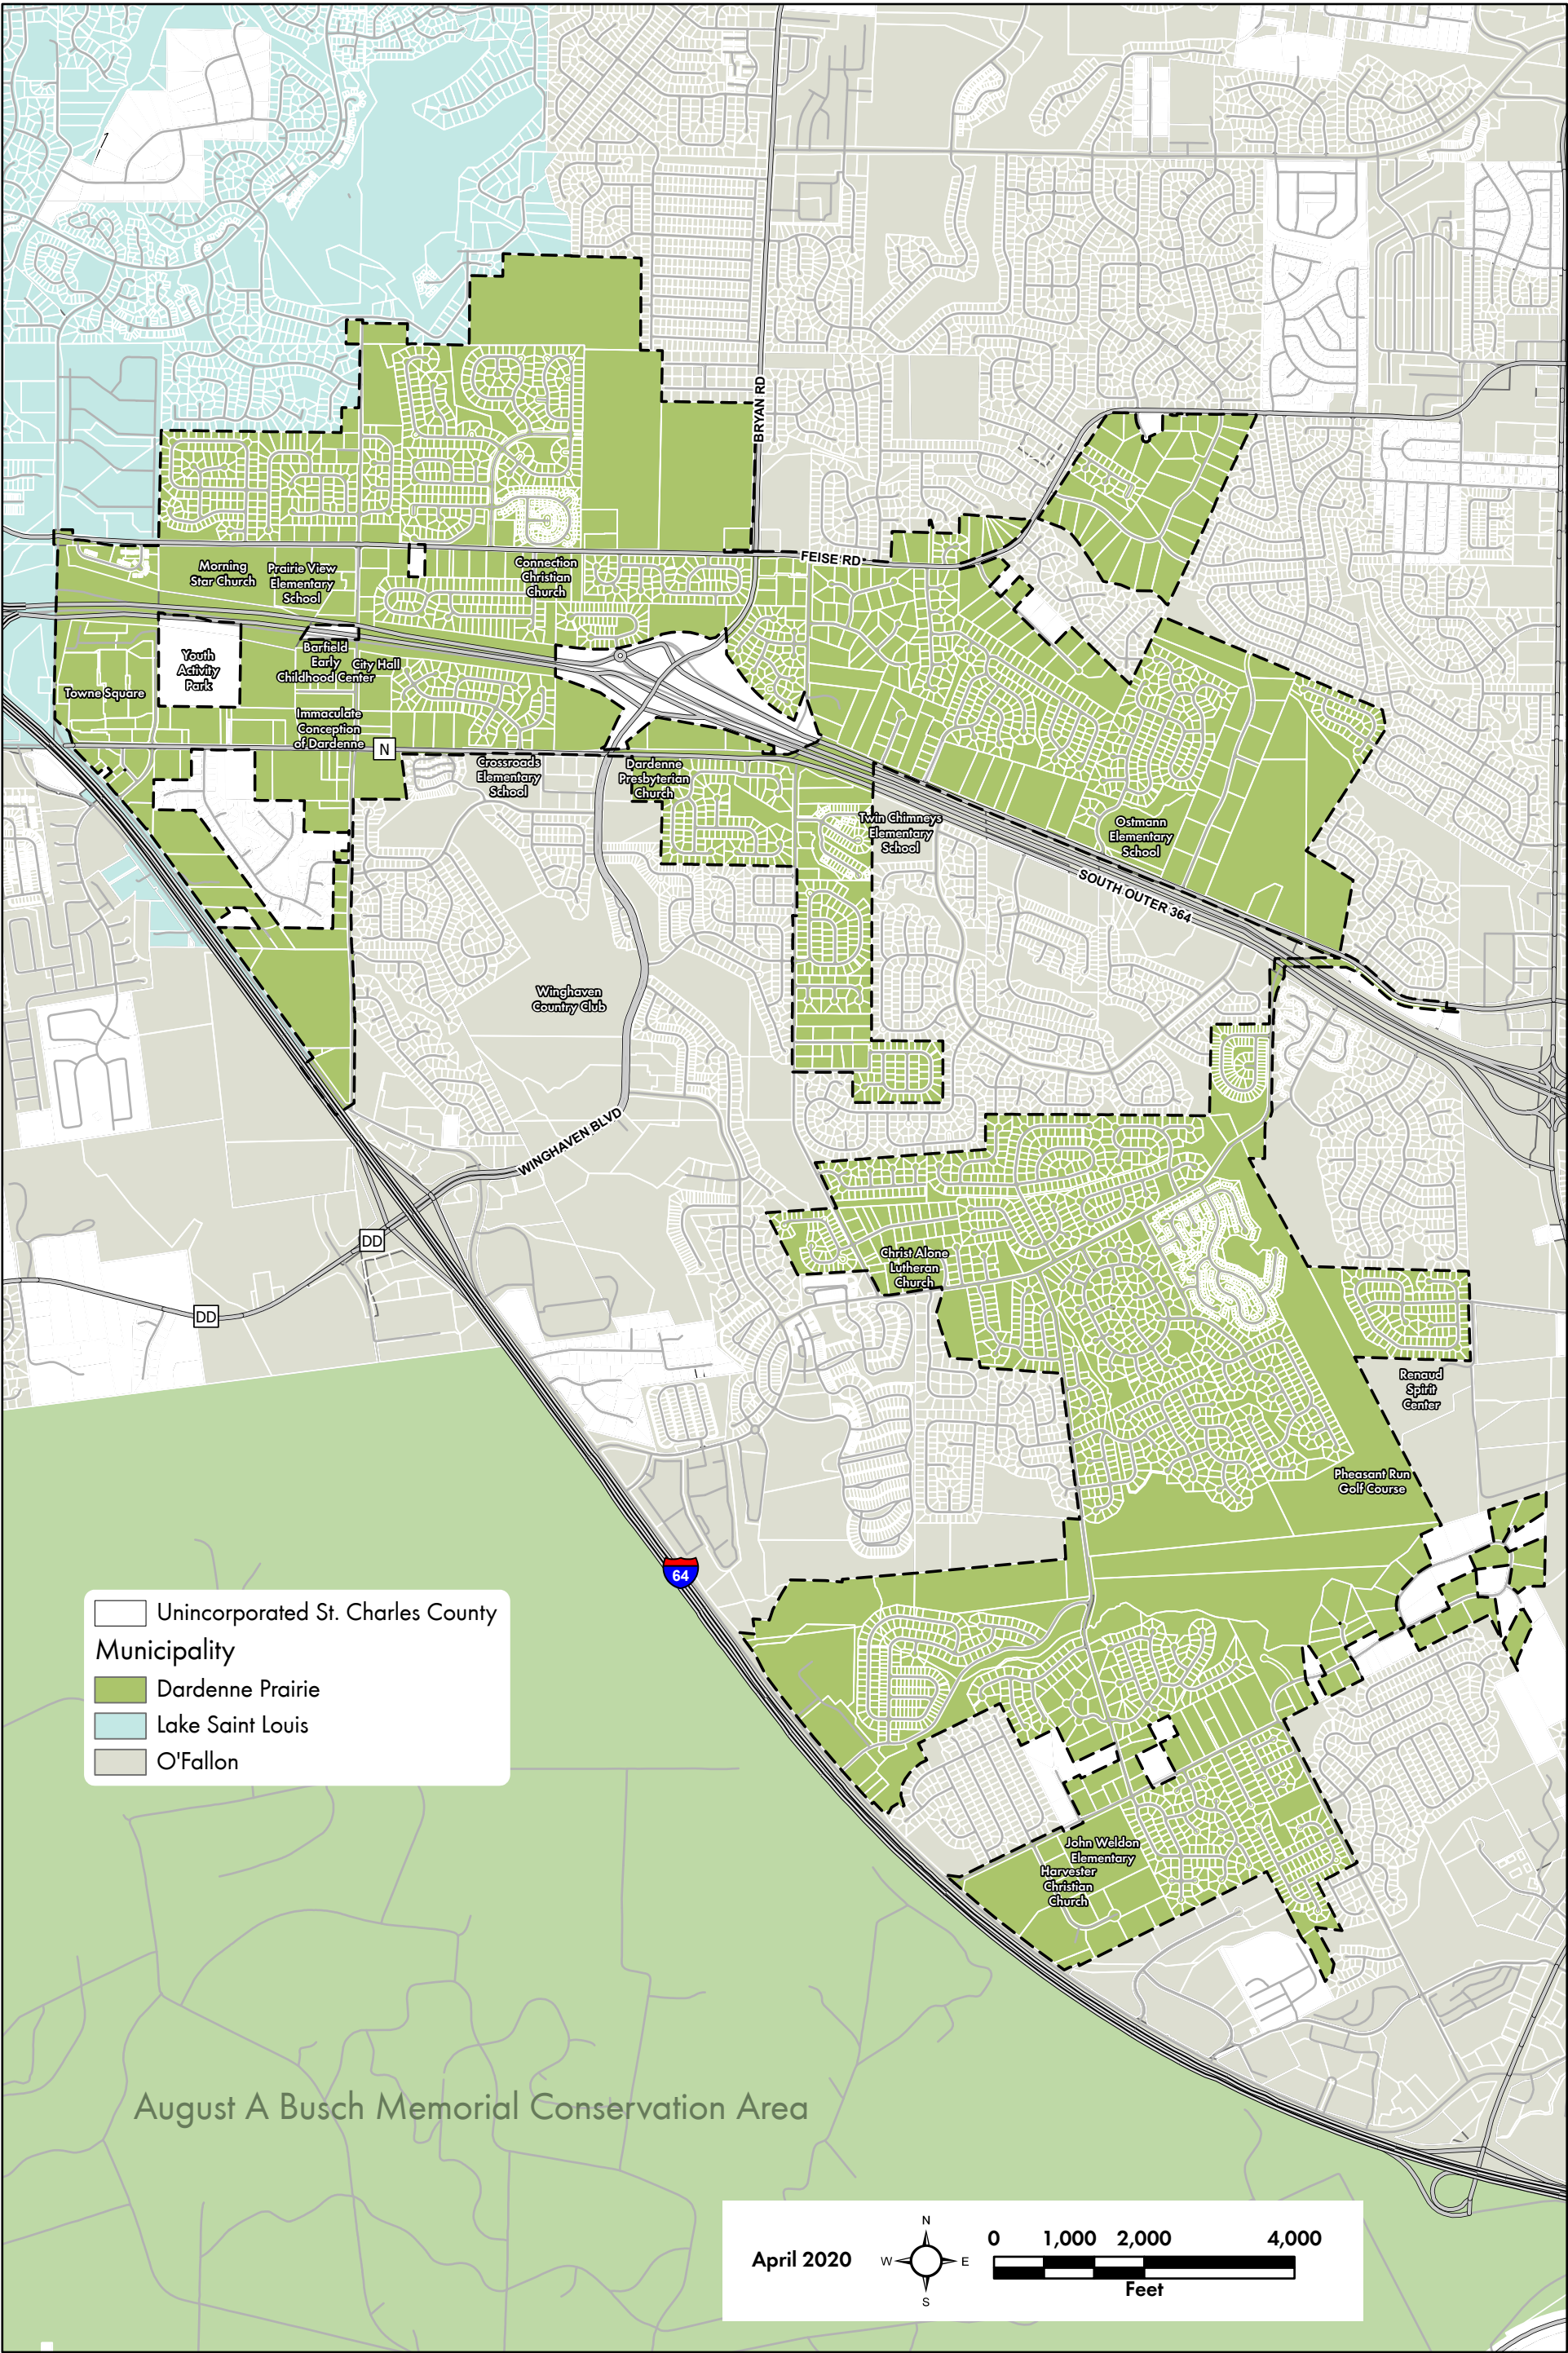 BRYAN RD
FEISE RD
Morning
Star Church
Prairie View
Elementary
School
Connection
Christian
Church
Youth
Activity
Park
Barfield
Early
Childhood Center
City Hall
Towne Square
Immaculate
Conception
of Dardenne
N
Crossroads
Elementary
School
Dardenne
Presbyterian
Church
Twin Chimneys
Elementary
School
Ostmann
Elementary
School
SOUTH OUTER 364
Winghaven
Country Club
WINGHAVEN BLVD
DD
DD
Christ Alone
Lutheran
Church
Renaud
Spirit
Center
Pheasant Run
Golf Course
64
Unincorporated St. Charles County
Municipality
Dardenne Prairie
Lake Saint Louis
O'Fallon
John Weldon
Elementary
Harvester
Christian
Church
August A Busch Memorial Conservation Area
April 2020
N
W
E
S
0 1,000 2,000 4,000
Feet